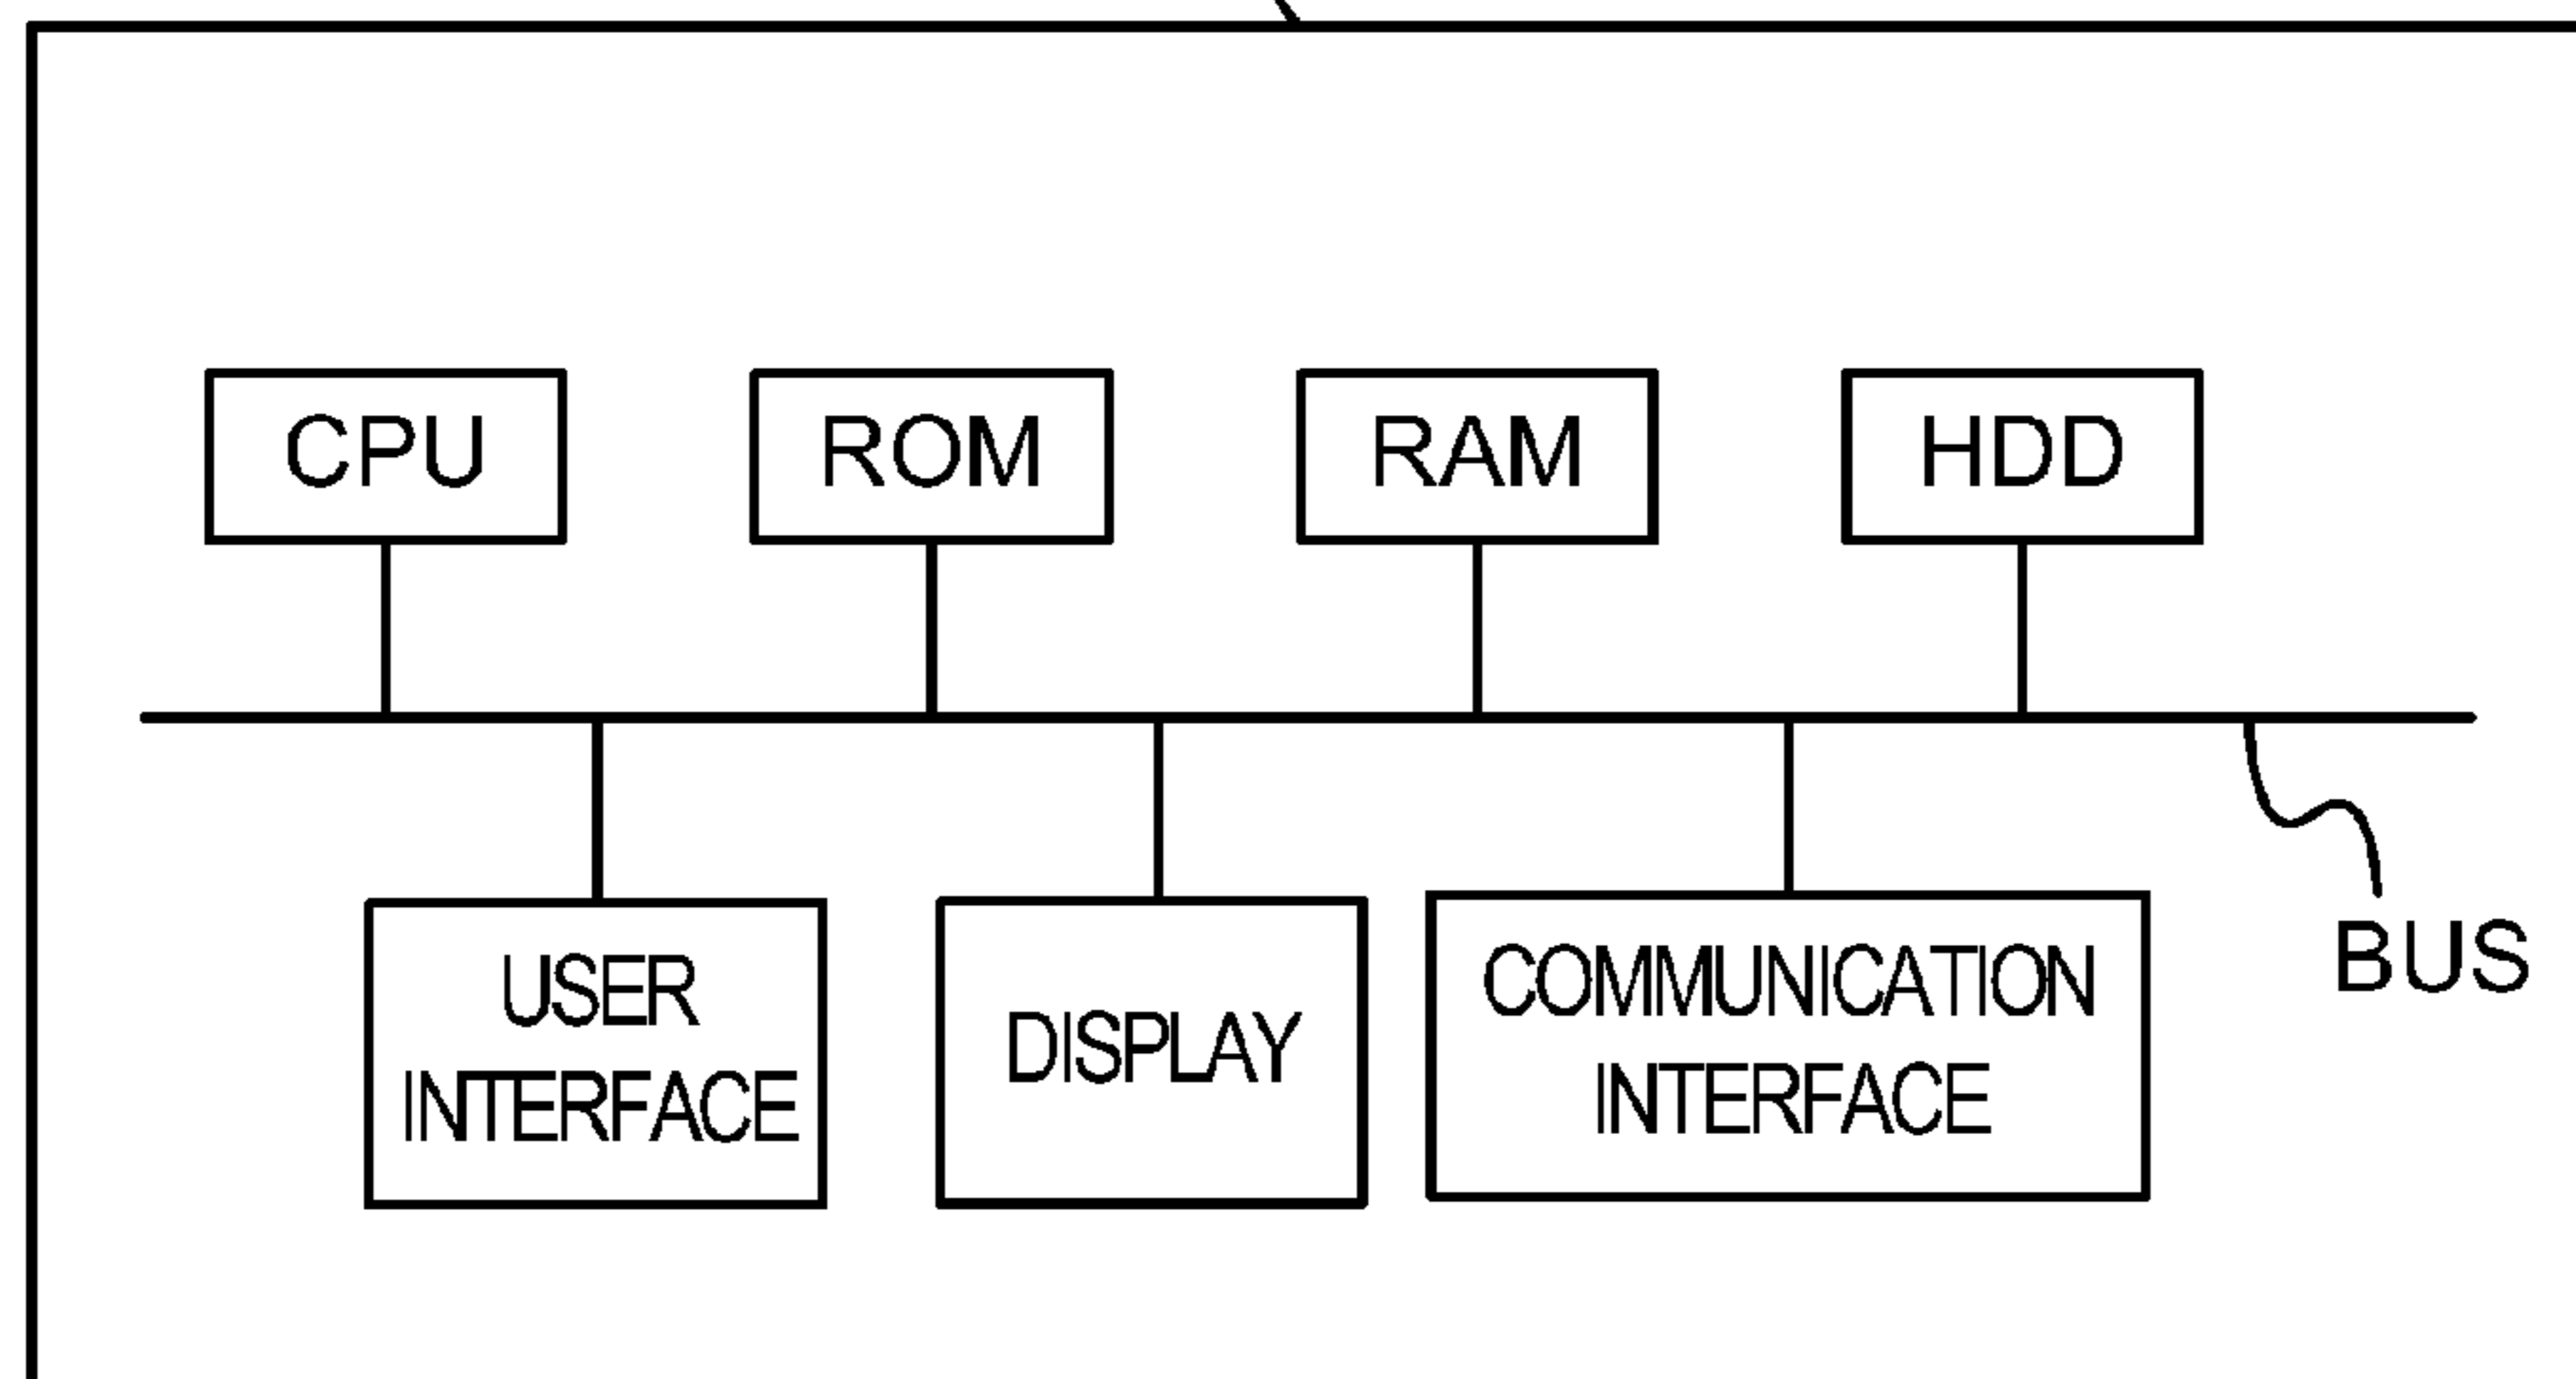 CPU
ROM
RAM
HDD
USER
INTERFACE
DISPLAY
COMMUNICATION
INTERFACE
BUS